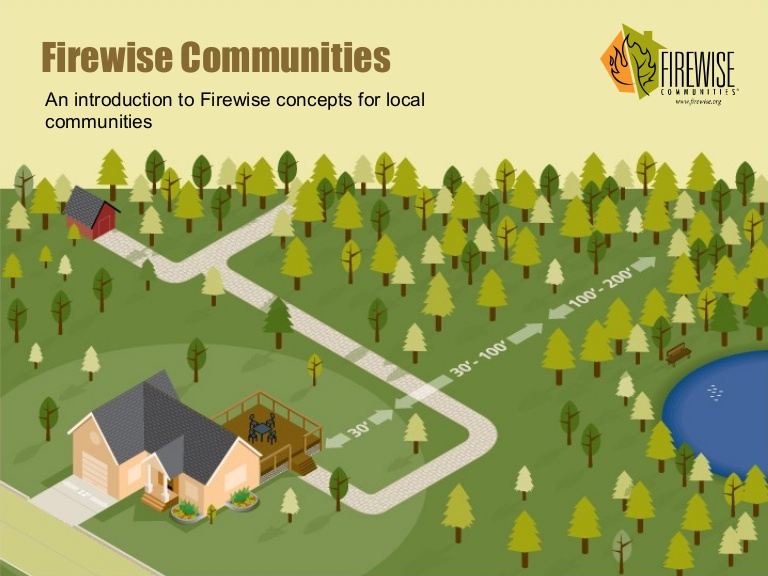 Firewise Communities
An introduction to Firewise concepts for local
communities
FIREWISE
COMMUNITIES
www.firewise.org
100' - 200'
30' - 100'
30'